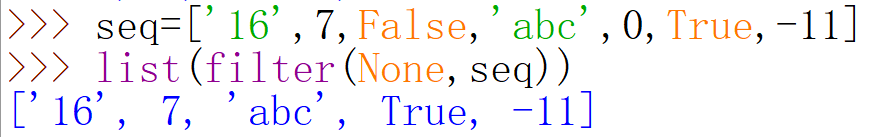 >>> seq=['16',7,False,'abc',0,True,-11]
>>> list(filter(None,seq))
['16', 7, 'abc', True, -11]